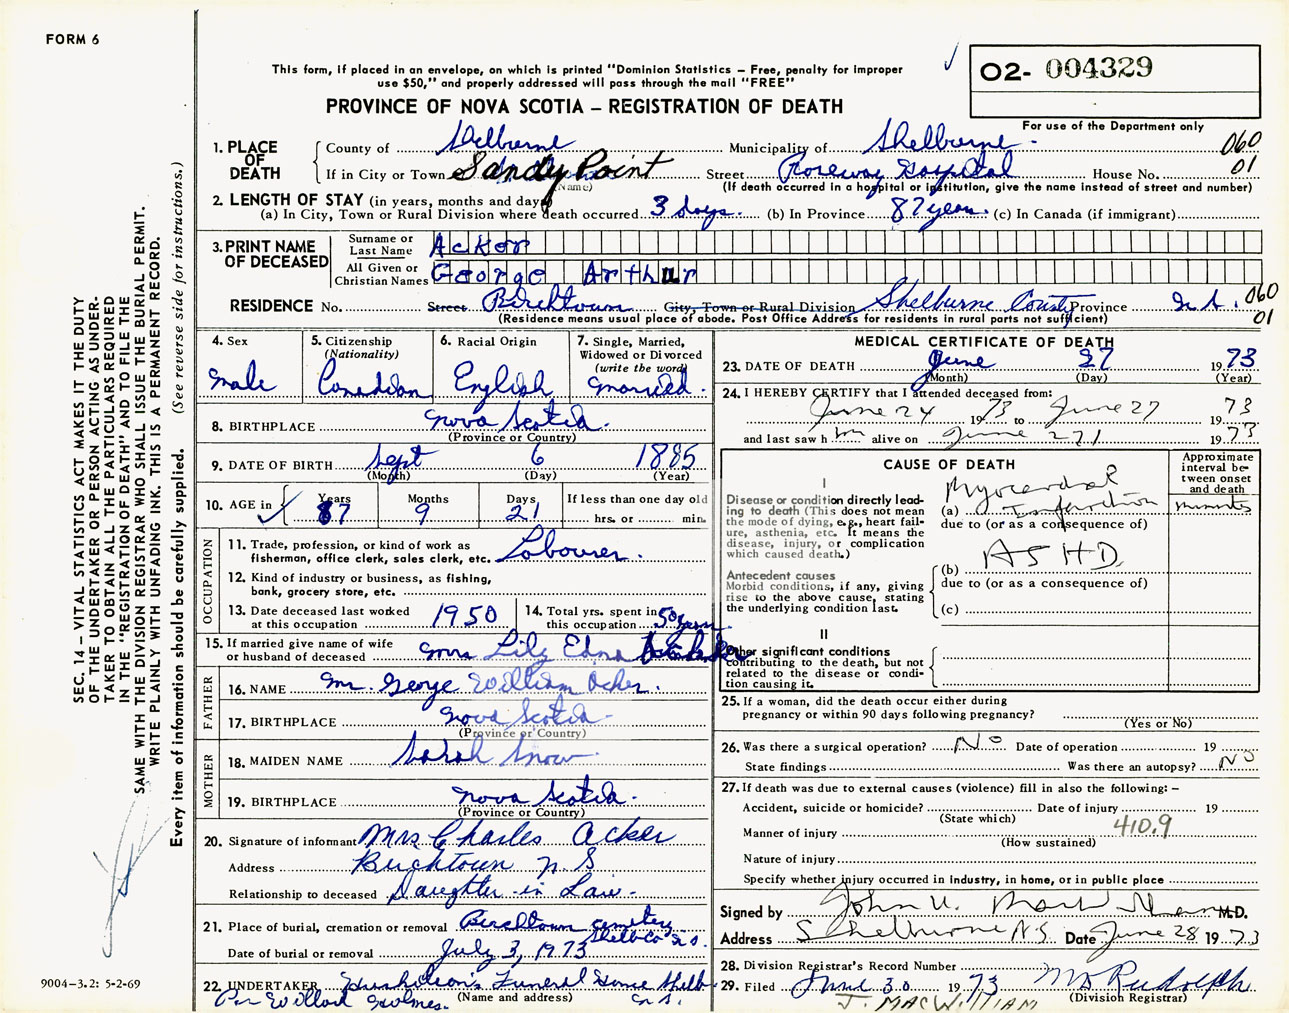 FORM 6
This form, if placed in an envelope, on which is printed "Dominion Statistics – Free, penalty for improper
use $50," and properly addressed will pass through the mail "FREE"
PROVINCE OF NOVA SCOTIA – REGISTRATION OF DEATH
02- 004329
For use of the Department only
1. PLACE OF DEATH County of Shelburne Municipality of Shelburne 060
If in City or Town Sandy Point Street Roseway Hospital House No. 01
(Name) (If death occurred in a hospital or institution, give the name instead of street and number)
2. LENGTH OF STAY (in years, months and days)
(a) In City, Town or Rural Division where death occurred 3 days. (b) In Province 87 years. (c) In Canada (if immigrant)
3. PRINT NAME OF DECEASED Surname or Last Name Acker
All Given or Christian Names George Arthur
RESIDENCE No. Street Birchtown City, Town or Rural Division Shelburne County Province N.S. 060
(Residence means usual place of abode. Post Office Address for residents in rural parts not sufficient) 01
4. Sex 5. Citizenship (Nationality) 6. Racial Origin 7. Single, Married, Widowed or Divorced (write the word)
male Canadian English married.
8. BIRTHPLACE Nova Scotia.
(Province or Country)
9. DATE OF BIRTH Sept 6 1885
(Month) (Day) (Year)
10. AGE in Years Months Days If less than one day old
87 9 21 hrs. or min.
OCCUPATION
11. Trade, profession, or kind of work as
fisherman, office clerk, sales clerk, etc. Labourer.
12. Kind of industry or business, as fishing,
bank, grocery store, etc.
13. Date deceased last worked at this occupation 1950 14. Total yrs. spent in this occupation 50 years
15. If married give name of wife
or husband of deceased Mrs Lily Edna
FATHER
16. NAME Mr. George William Acker.
17. BIRTHPLACE Nova Scotia
(Province or Country)
MOTHER
18. MAIDEN NAME Sarah Snow
19. BIRTHPLACE Nova Scotia.
(Province or Country)
20. Signature of informant Mrs Charles Acker
Address Birchtown N S
Relationship to deceased Daughter-in Law.
21. Place of burial, cremation or removal Birchtown cemetery
Shelb Co N.S.
Date of burial or removal July 3, 1973
22. UNDERTAKER Funeral Home Shelb
Per Willard Holmes. (Name and address) N.S.
MEDICAL CERTIFICATE OF DEATH
23. DATE OF DEATH June 27 1973
(Month) (Day) (Year)
24. I HEREBY CERTIFY that I attended deceased from:
June 24 1973 to June 27 1973
and last saw h im alive on June 27 1973
CAUSE OF DEATH
Approximate interval between onset and death
I
Disease or condition directly lead-
ing to death (This does not mean
the mode of dying, e.g., heart fail-
ure, asthenia, etc. It means the
disease, injury, or complication
which caused death.)
(a) Myocardial Infarction minutes
due to (or as a consequence of)
Antecedent causes
Morbid conditions, if any, giving
rise to the above cause, stating
the underlying condition last.
(b) ASHD.
due to (or as a consequence of)
(c)
II
Other significant conditions
contributing to the death, but not
related to the disease or condi-
tion causing it.
25. If a woman, did the death occur either during
pregnancy or within 90 days following pregnancy?
(Yes or No)
26. Was there a surgical operation? No Date of operation 19
State findings Was there an autopsy? No
27. If death was due to external causes (violence) fill in also the following: –
Accident, suicide or homicide? Date of injury 19
(State which)
Manner of injury 410.9
(How sustained)
Nature of injury
Specify whether injury occurred in industry, in home, or in public place
Signed by John U. M.D.
Address Shelburne N.S. Date June 28 1973
28. Division Registrar's Record Number
29. Filed June 30 1973 Rudolph
(Division Registrar)
J. MACWILLIAM
SEC. 14 – VITAL STATISTICS ACT MAKES IT THE DUTY
OF THE UNDERTAKER OR PERSON ACTING AS UNDER-
TAKER TO OBTAIN ALL THE PARTICULARS REQUIRED
IN THE "REGISTRATION OF DEATH" AND TO FILE THE
SAME WITH THE DIVISION REGISTRAR WHO SHALL ISSUE THE BURIAL PERMIT.
WRITE PLAINLY WITH UNFADING INK. THIS IS A PERMANENT RECORD.
Every item of information should be carefully supplied. (See reverse side for instructions.)
9004-3.2: 5-2-69